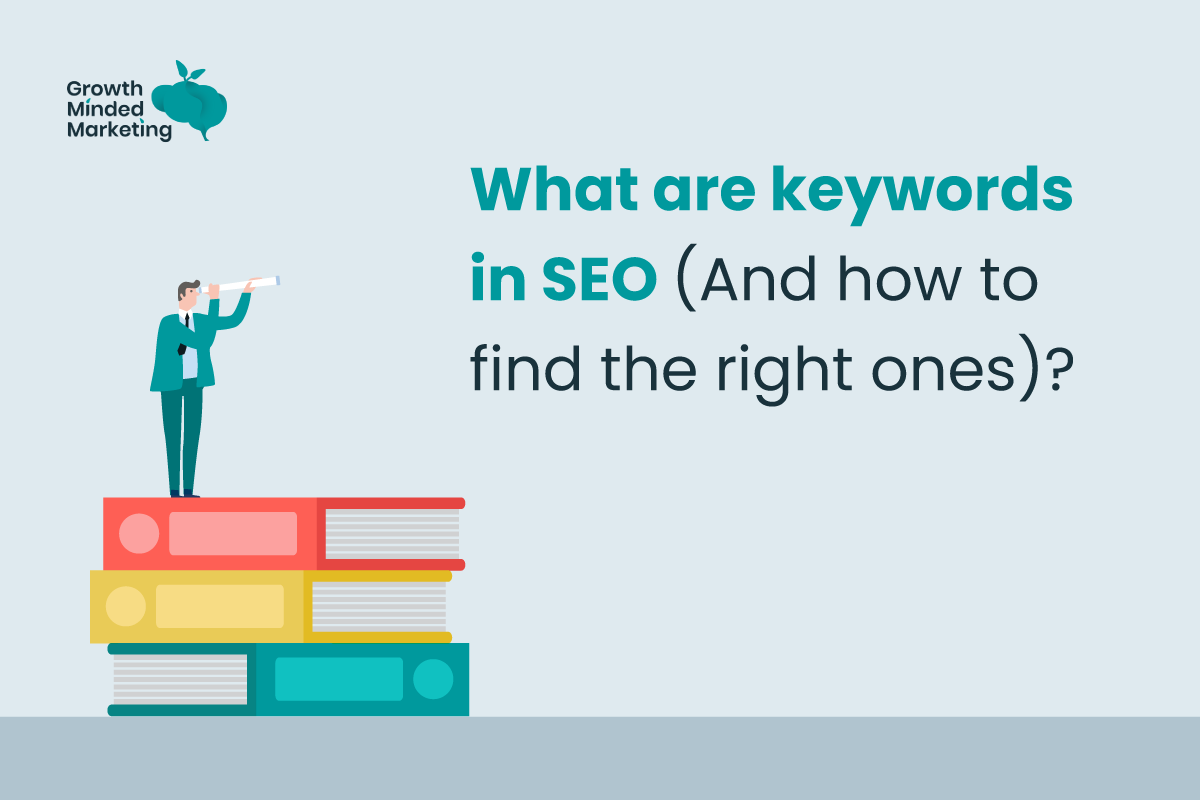 Growth
Minded
Marketing
What are keywords
in SEO (And how to
find the right ones)?